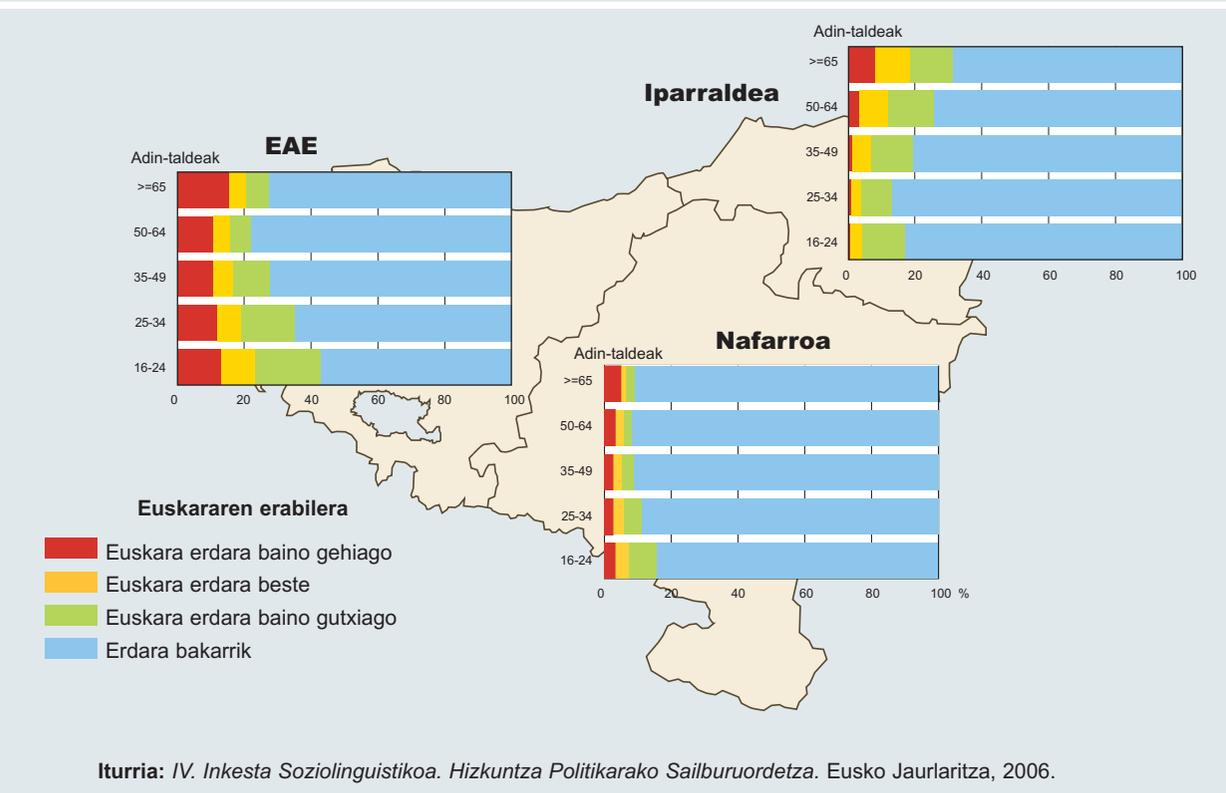 Adin-taldeak
Iparraldea
>=65
50-64
35-49
25-34
16-24
0 20 40 60 80 100
EAE
Adin-taldeak
>=65
50-64
35-49
25-34
16-24
0 20 40 60 80 100
Nafarroa
Adin-taldeak
>=65
50-64
35-49
25-34
16-24
0 20 40 60 80 100 %
Euskararen erabilera
Euskara erdara baino gehiago
Euskara erdara beste
Euskara erdara baino gutxiago
Erdara bakarrik
Iturria: IV. Inkesta Soziolinguistikoa. Hizkuntza Politikarako Sailburuordetza. Eusko Jaurlaritza, 2006.